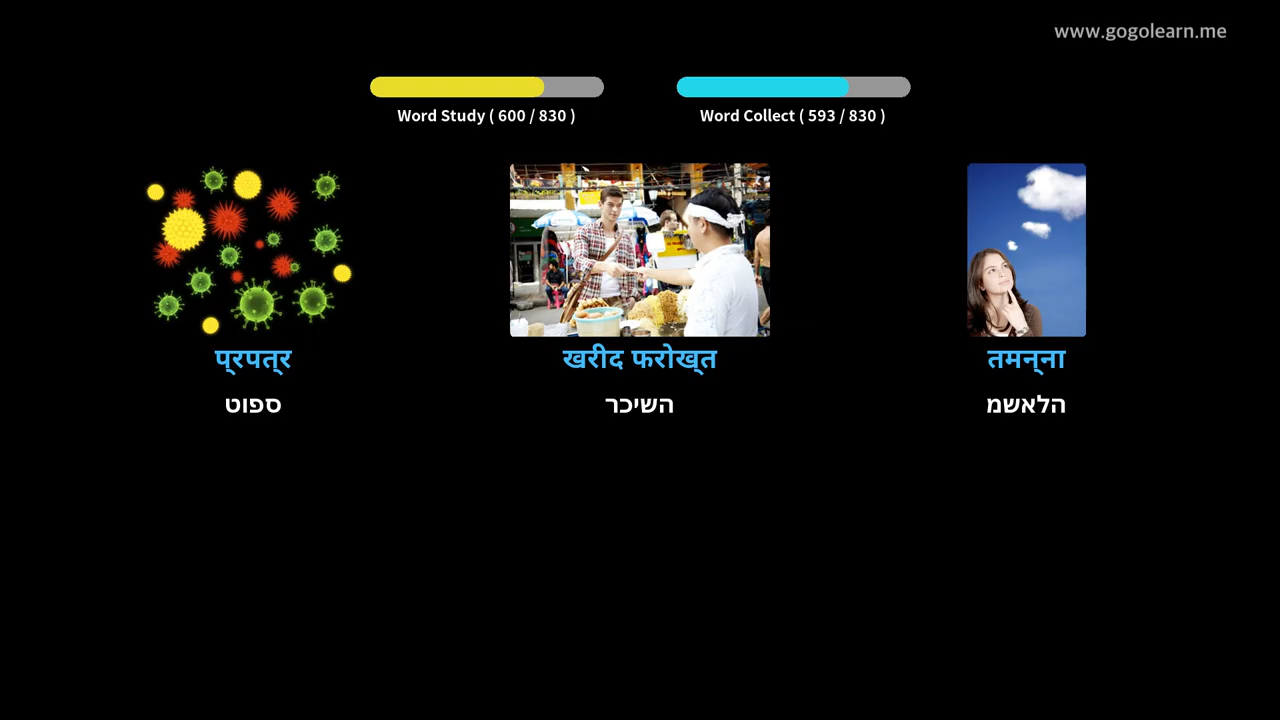 www.gogolearn.me
Word Study ( 600 / 830 )
Word Collect ( 593 / 830 )
प्‌रपत्‌र
खरीद फरोख्‌त
तमन्‌ना
ספוט
השיכר
הלאשמ